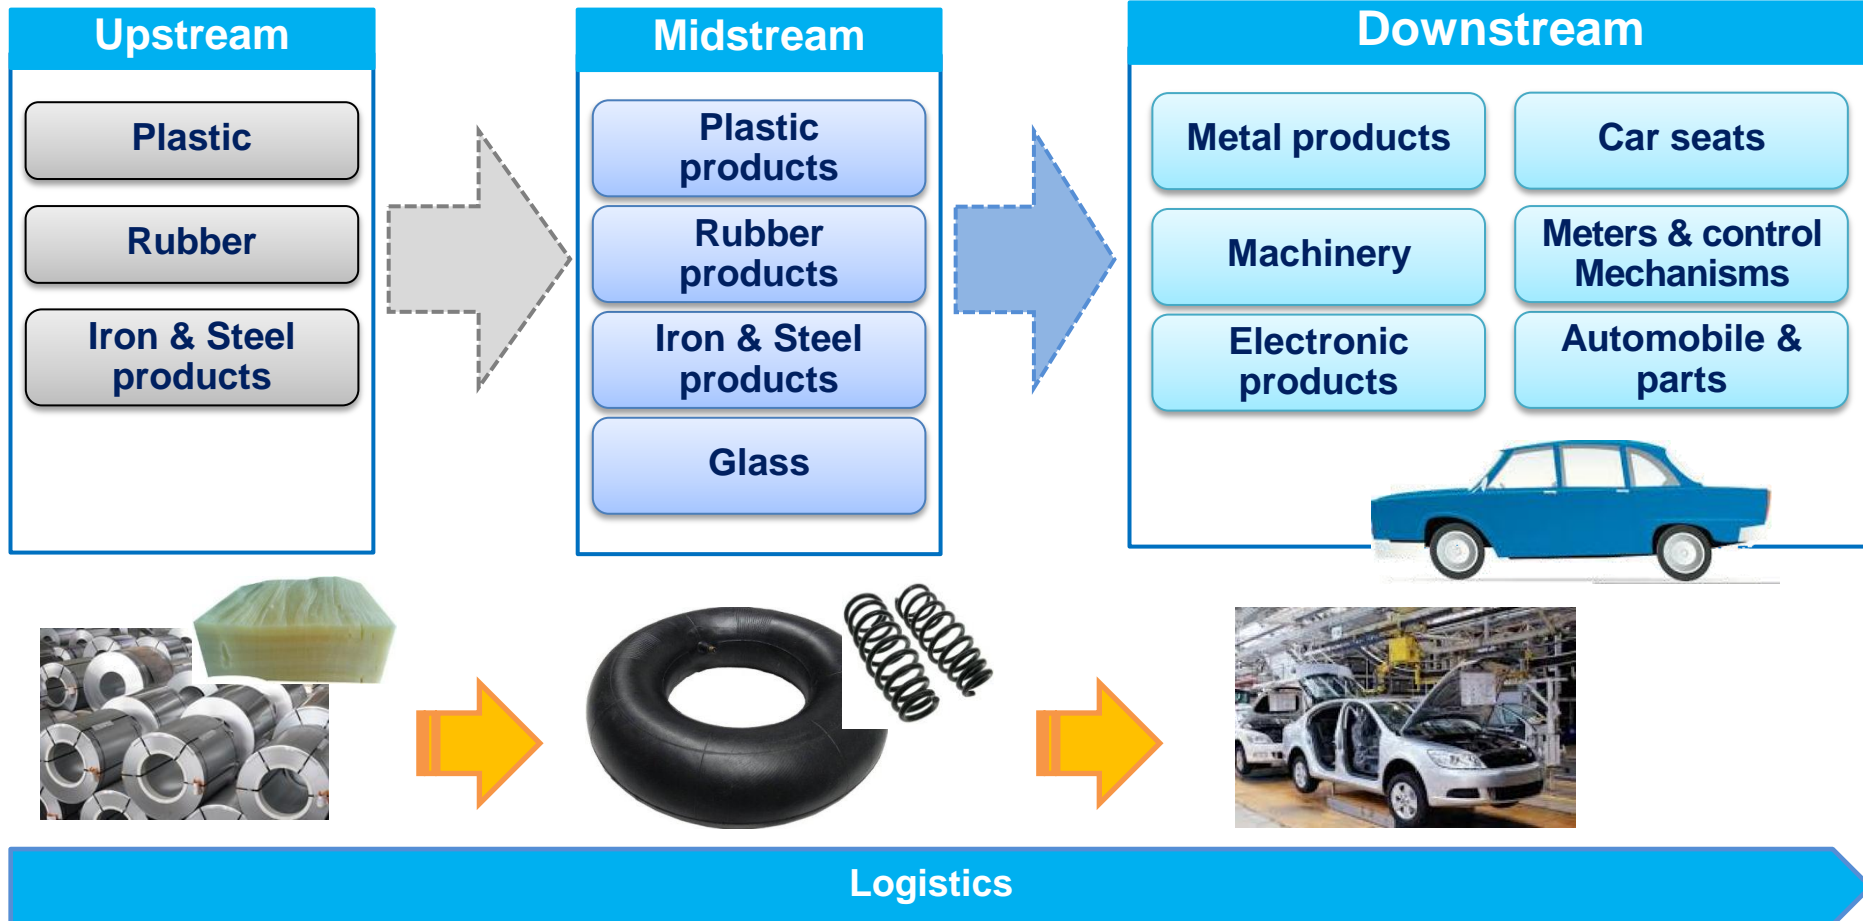 Upstream
Plastic
Rubber
Iron & Steel
products
Midstream
Plastic
products
Rubber
products
Iron & Steel
products
Glass
Downstream
Metal products
Car seats
Machinery
Meters & control
Mechanisms
Electronic
products
Automobile &
parts
Logistics